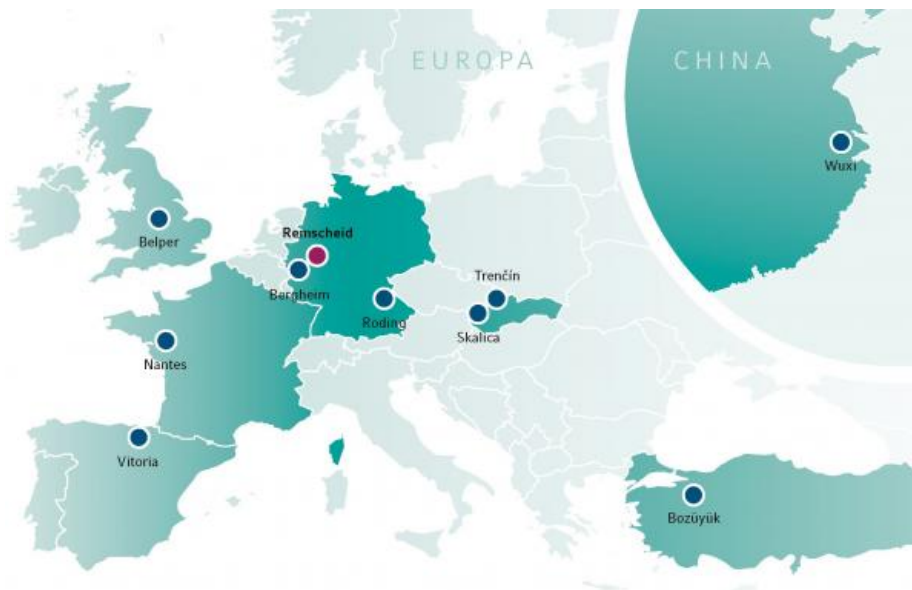 EUROPA
CHINA
Wuxi
Belper
Remscheid
Bergheim
Roding
Trenčín
Skalica
Nantes
Vitoria
Bozüyük